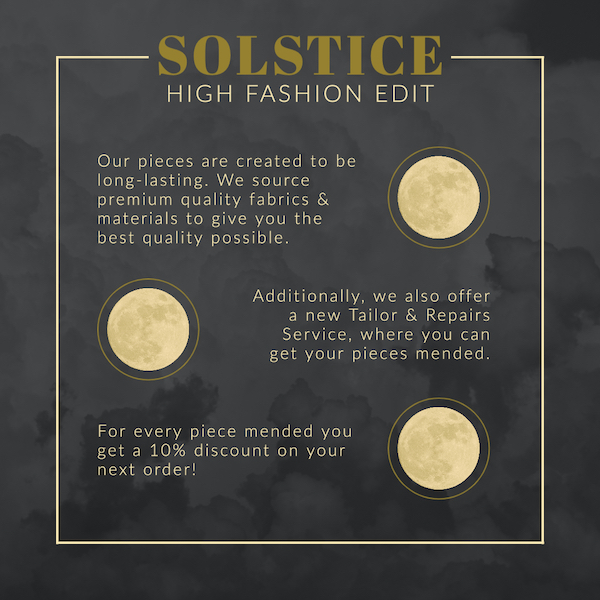 SOLSTICE
HIGH FASHION EDIT
Our pieces are created to be
long-lasting. We source
premium quality fabrics &
materials to give you the
best quality possible.
Additionally, we also offer
a new Tailor & Repairs
Service, where you can
get your pieces mended.
For every piece mended you
get a 10% discount on your
next order!